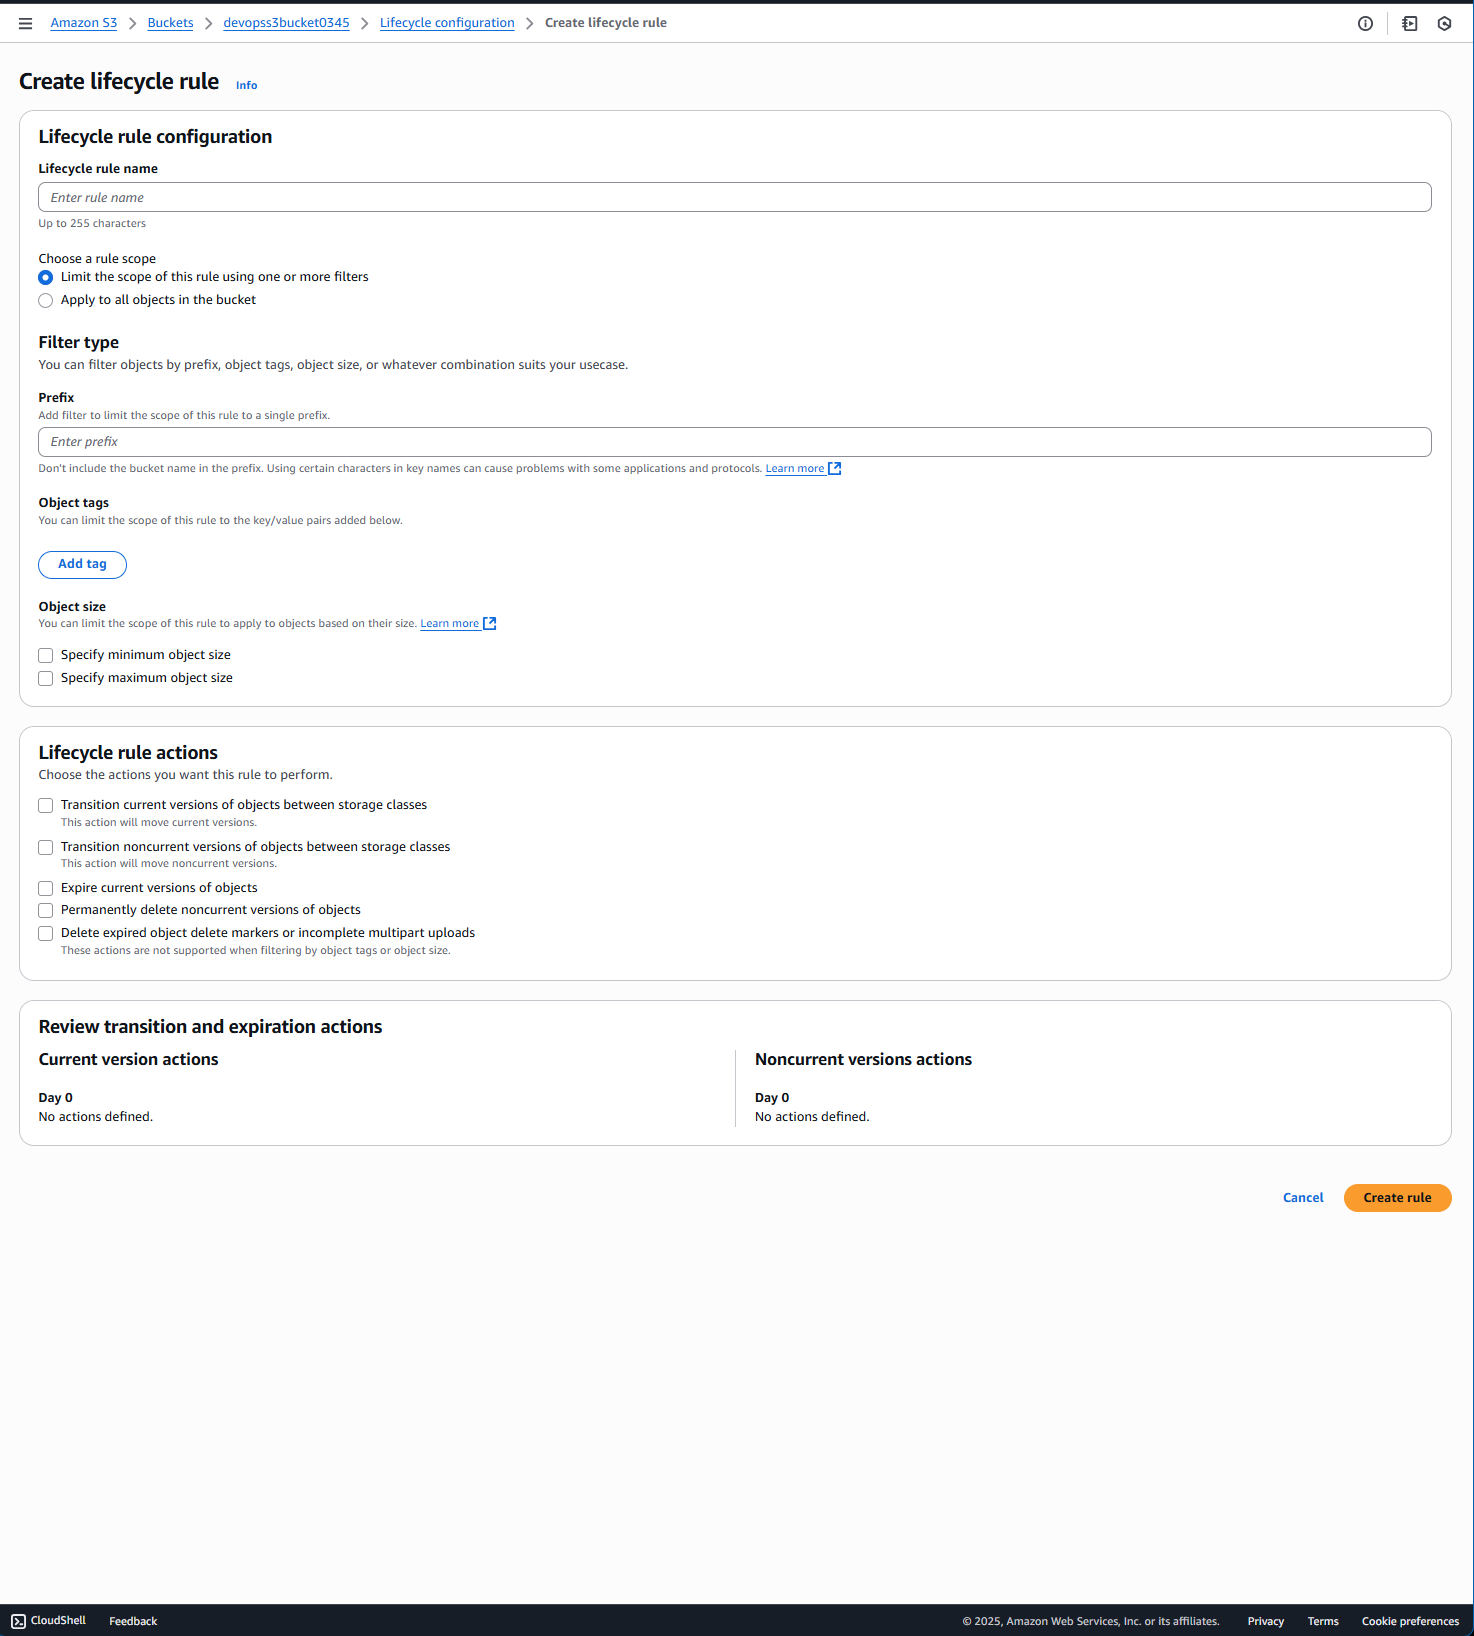 Amazon S3 > Buckets > devopss3bucket0345 > Lifecycle configuration > Create lifecycle rule
Create lifecycle rule Info
Lifecycle rule configuration
Lifecycle rule name
Enter rule name
Up to 255 characters
Choose a rule scope
Limit the scope of this rule using one or more filters
Apply to all objects in the bucket
Filter type
You can filter objects by prefix, object tags, object size, or whatever combination suits your usecase.
Prefix
Add filter to limit the scope of this rule to a single prefix.
Enter prefix
Don't include the bucket name in the prefix. Using certain characters in key names can cause problems with some applications and protocols. Learn more
Object tags
You can limit the scope of this rule to the key/value pairs added below.
Add tag
Object size
You can limit the scope of this rule to apply to objects based on their size. Learn more
Specify minimum object size
Specify maximum object size
Lifecycle rule actions
Choose the actions you want this rule to perform.
Transition current versions of objects between storage classes
This action will move current versions.
Transition noncurrent versions of objects between storage classes
This action will move noncurrent versions.
Expire current versions of objects
Permanently delete noncurrent versions of objects
Delete expired object delete markers or incomplete multipart uploads
These actions are not supported when filtering by object tags or object size.
Review transition and expiration actions
Current version actions
Day 0
No actions defined.
Noncurrent versions actions
Day 0
No actions defined.
Cancel Create rule
CloudShell Feedback © 2025, Amazon Web Services, Inc. or its affiliates. Privacy Terms Cookie preferences